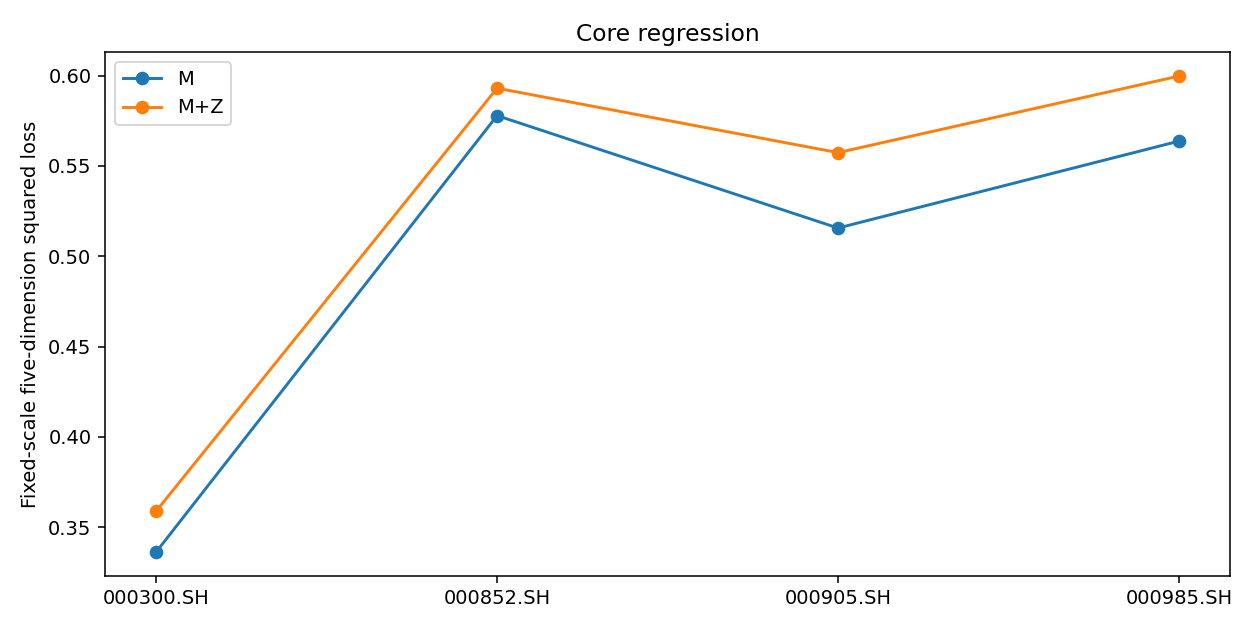 Core regression
M
M+Z
Fixed-scale five-dimension squared loss
0.60
0.55
0.50
0.45
0.40
0.35
000300.SH
000852.SH
000905.SH
000985.SH